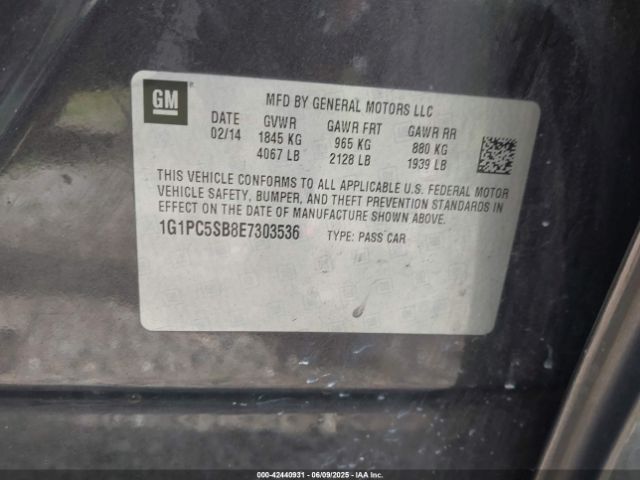 GM
MFD BY GENERAL MOTORS LLC
DATE GVWR GAWR FRT GAWR RR
02/14 1845 KG 965 KG 880 KG
4067 LB 2128 LB 1939 LB
THIS VEHICLE CONFORMS TO ALL APPLICABLE U.S. FEDERAL MOTOR
VEHICLE SAFETY, BUMPER, AND THEFT PREVENTION STANDARDS IN
EFFECT ON THE DATE OF MANUFACTURE SHOWN ABOVE.
1G1PC5SB8E7303536 TYPE: PASS CAR
000-42440931 - 06/09/2025 - IAA Inc.